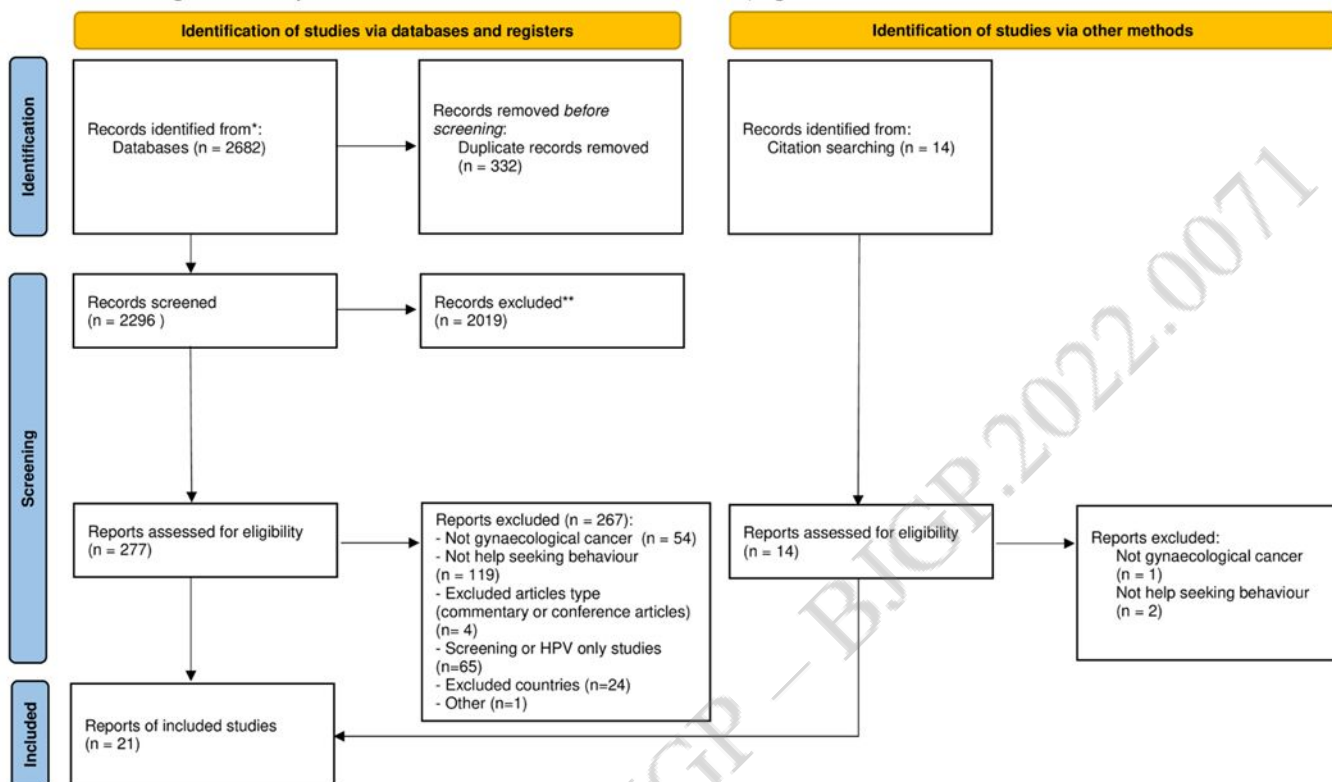 Identification of studies via databases and registers
Identification of studies via other methods
Identification
Records identified from*:
Databases (n = 2682)
Records removed before
screening:
Duplicate records removed
(n = 332)
Records identified from:
Citation searching (n = 14)
Screening
Records screened
(n = 2296 )
Records excluded**
(n = 2019)
Reports assessed for eligibility
(n = 277)
Reports excluded (n = 267):
- Not gynaecological cancer (n = 54)
- Not help seeking behaviour
(n = 119)
- Excluded articles type
(commentary or conference articles)
(n= 4)
- Screening or HPV only studies
(n=65)
- Excluded countries (n=24)
- Other (n=1)
Reports assessed for eligibility
(n = 14)
Reports excluded:
Not gynaecological cancer
(n = 1)
Not help seeking behaviour
(n = 2)
Included
Reports of included studies
(n = 21)
BJGP – BJGP.2022.0071